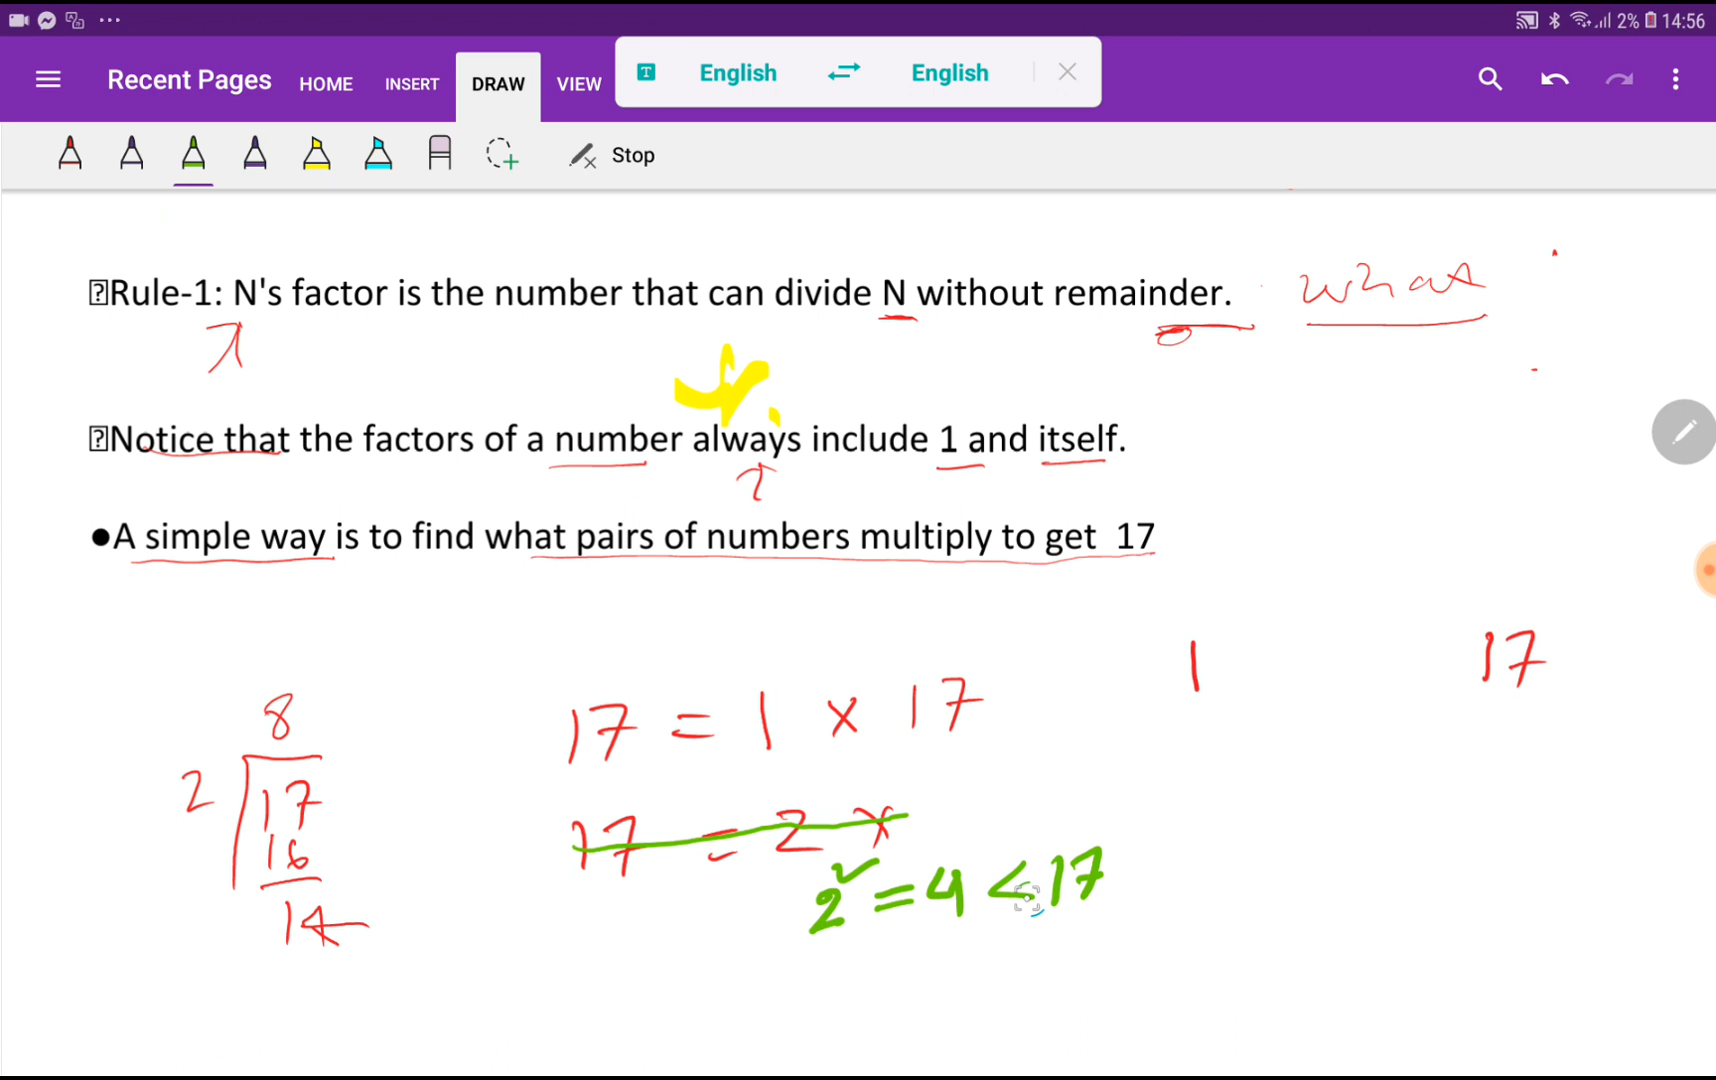 2% 14:56
Recent Pages HOME INSERT DRAW VIEW English English
Stop
Rule-1: N's factor is the number that can divide N without remainder. what
Notice that the factors of a number always include 1 and itself.
●A simple way is to find what pairs of numbers multiply to get 17
1 17
8
17 = 1 × 17
2 17
17 = 2 ×
16
2² = 4 < 17
1